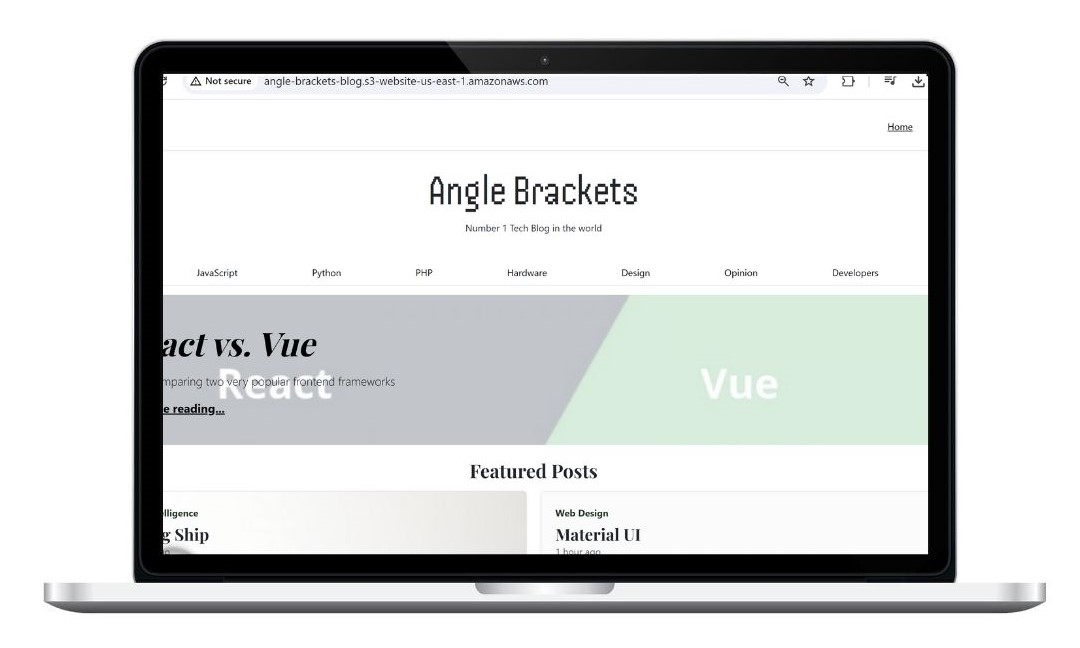 Not secure angle-brackets-blog.s3-website-us-east-1.amazonaws.com
Home
Angle Brackets
Number 1 Tech Blog in the world
JavaScript Python PHP Hardware Design Opinion Developers
act vs. Vue
mparing two very popular frontend frameworks
React Vue
e reading...
Featured Posts
lligence
g Ship
Web Design
Material UI
1 hour ago